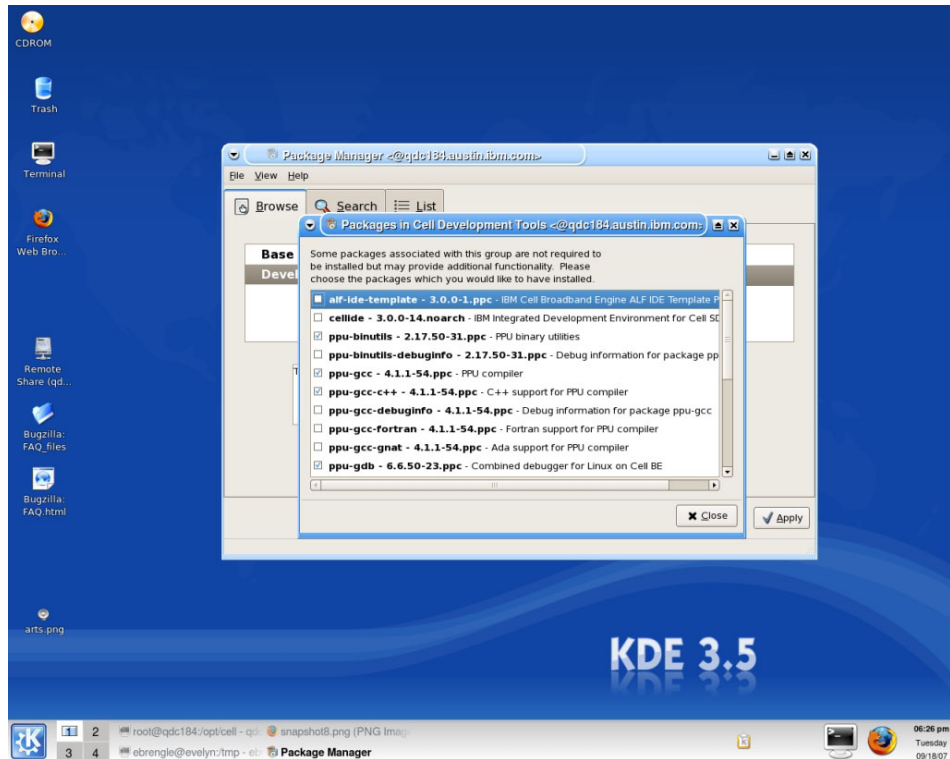 CDROM
Trash
Terminal
Firefox
Web Bro...
Remote
Share (qd...
Bugzilla:
FAQ_files
Bugzilla:
FAQ.html
arts.png
Package Manager <@qdc184.austin.ibm.com>
File View Help
Browse Search List
Base
Devel
Packages in Cell Development Tools <@qdc184.austin.ibm.com>
Some packages associated with this group are not required to
be installed but may provide additional functionality. Please
choose the packages which you would like to have installed.
alf-ide-template - 3.0.0-1.ppc - IBM Cell Broadband Engine ALF IDE Template P
cellide - 3.0.0-14.noarch - IBM Integrated Development Environment for Cell SD
ppu-binutils - 2.17.50-31.ppc - PPU binary utilities
ppu-binutils-debuginfo - 2.17.50-31.ppc - Debug information for package pp
ppu-gcc - 4.1.1-54.ppc - PPU compiler
ppu-gcc-c++ - 4.1.1-54.ppc - C++ support for PPU compiler
ppu-gcc-debuginfo - 4.1.1-54.ppc - Debug information for package ppu-gcc
ppu-gcc-fortran - 4.1.1-54.ppc - Fortran support for PPU compiler
ppu-gcc-gnat - 4.1.1-54.ppc - Ada support for PPU compiler
ppu-gdb - 6.6.50-23.ppc - Combined debugger for Linux on Cell BE
T
Close
Apply
KDE 3.5
1 2 root@qdc184:/opt/cell - qdc snapshot8.png (PNG Imag
3 4 ebrengle@evelyn:/tmp - eb Package Manager
06:26 pm
Tuesday
09/18/07